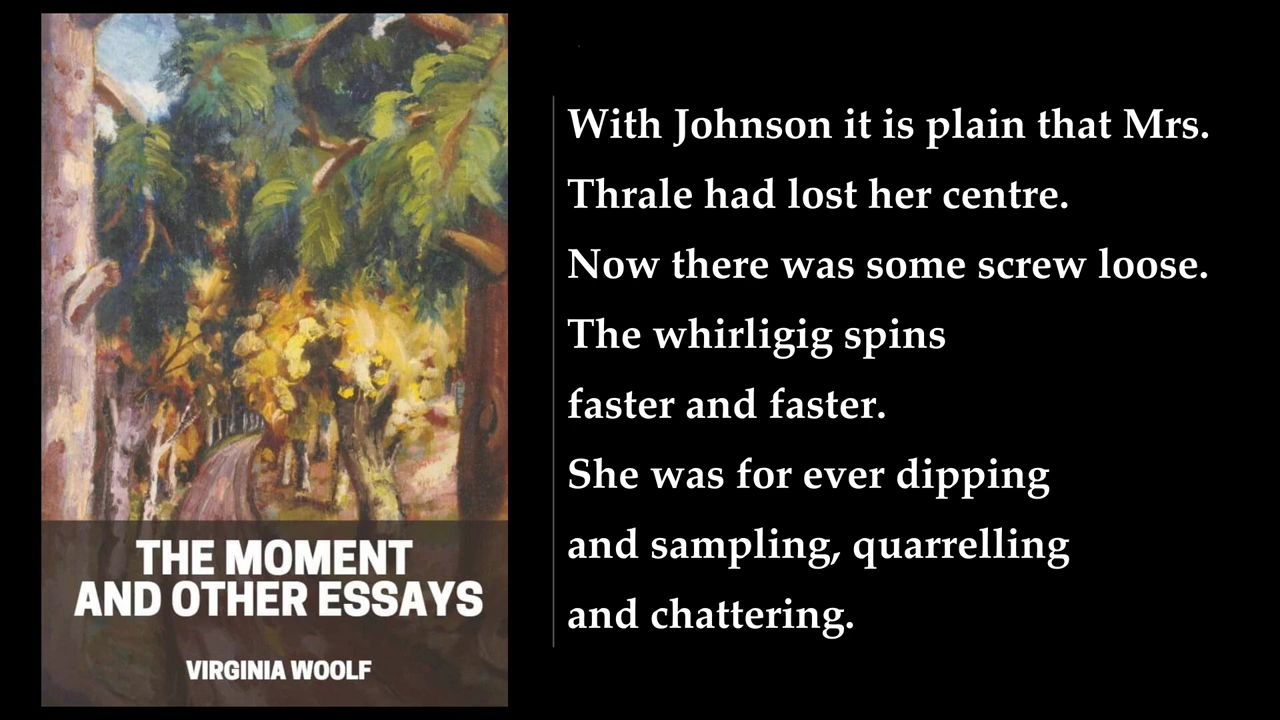 THE MOMENT
AND OTHER ESSAYS
VIRGINIA WOOLF
With Johnson it is plain that Mrs.
Thrale had lost her centre.
Now there was some screw loose.
The whirligig spins
faster and faster.
She was for ever dipping
and sampling, quarrelling
and chattering.